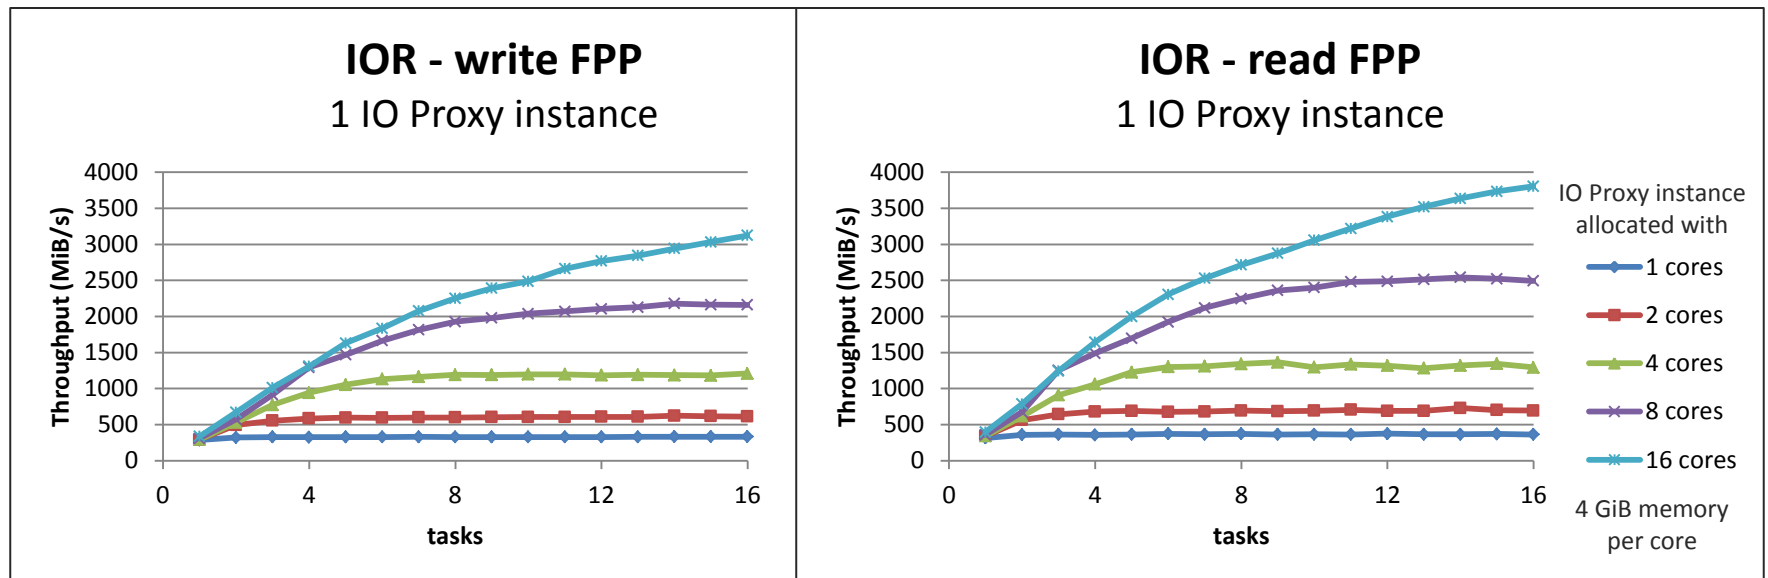 IOR - write FPP
1 IO Proxy instance
4000
3500
3000
2500
2000
1500
1000
500
0
Throughput (MiB/s)
0 4 8 12 16
tasks
IOR - read FPP
1 IO Proxy instance
4000
3500
3000
2500
2000
1500
1000
500
0
Throughput (MiB/s)
0 4 8 12 16
tasks
IO Proxy instance
allocated with
1 cores
2 cores
4 cores
8 cores
16 cores
4 GiB memory
per core